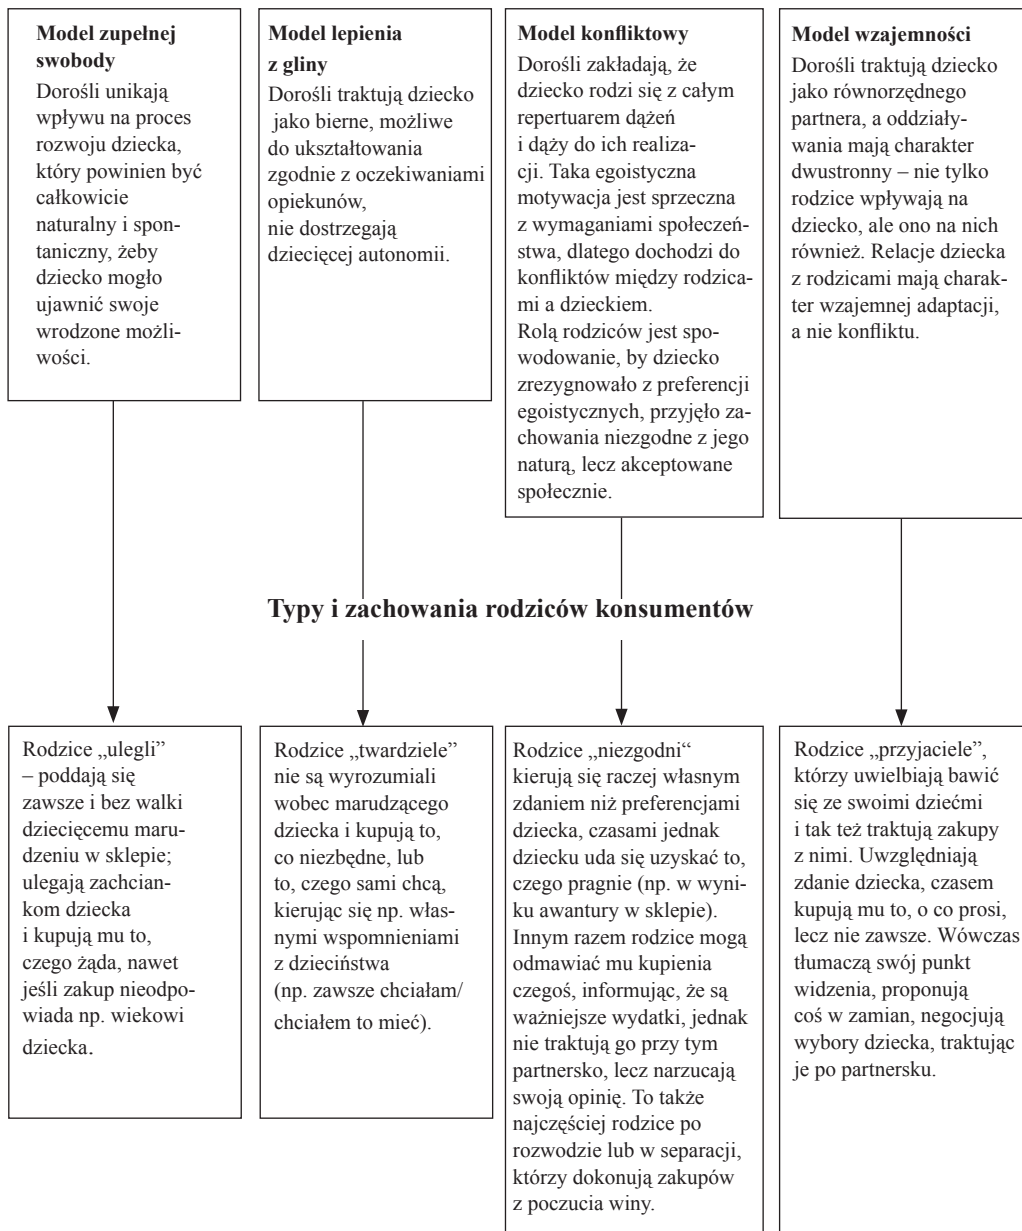 Model zupełnej
swobody
Dorośli unikają
wpływu na proces
rozwoju dziecka,
który powinien być
całkowicie
naturalny i spon-
taniczny, żeby
dziecko mogło
ujawnić swoje
wrodzone możli-
wości.
Model lepienia
z gliny
Dorośli traktują dziecko
jako bierne, możliwe
do ukształtowania
zgodnie z oczekiwaniami
opiekunów,
nie dostrzegają
dziecięcej autonomii.
Model konfliktowy
Dorośli zakładają, że
dziecko rodzi się z całym
repertuarem dążeń
i dąży do ich realiza-
cji. Taka egoistyczna
motywacja jest sprzeczna
z wymaganiami społeczeń-
stwa, dlatego dochodzi do
konfliktów między rodzica-
mi a dzieckiem.
Rolą rodziców jest spo-
wodowanie, by dziecko
zrezygnowało z preferencji
egoistycznych, przyjęło za-
chowania niezgodne z jego
naturą, lecz akceptowane
społecznie.
Model wzajemności
Dorośli traktują dziecko
jako równorzędnego
partnera, a oddziały-
wania mają charakter
dwustronny – nie tylko
rodzice wpływają na
dziecko, ale ono na nich
również. Relacje dziecka
z rodzicami mają charak-
ter wzajemnej adaptacji,
a nie konfliktu.
Typy i zachowania rodziców konsumentów
Rodzice „ulegli”
– poddają się
zawsze i bez walki
dziecięcemu maru-
dzeniu w sklepie;
ulegają zachcian-
kom dziecka
i kupują mu to,
czego żąda, nawet
jeśli zakup nieodpo-
wiada np. wiekowi
dziecka.
Rodzice „twardziele”
nie są wyrozumiali
wobec marudzącego
dziecka i kupują to,
co niezbędne, lub
to, czego sami chcą,
kierując się np. włas-
nymi wspomnieniami
z dzieciństwa
(np. zawsze chciałam/
chciałem to mieć).
Rodzice „niezgodni“
kierują się raczej własnym
zdaniem niż preferencjami
dziecka, czasami jednak
dziecku uda się uzyskać to,
czego pragnie (np. w wyni-
ku awantury w sklepie).
Innym razem rodzice mogą
odmawiać mu kupienia
czegoś, informując, że są
ważniejsze wydatki, jednak
nie traktują go przy tym
partnersko, lecz narzucają
swoją opinię. To także
najczęściej rodzice po
rozwodzie lub w separacji,
którzy dokonują zakupów
z poczucia winy.
Rodzice „przyjaciele”,
którzy uwielbiają bawić
się ze swoimi dziećmi
i tak też traktują zakupy
z nimi. Uwzględniają
zdanie dziecka, czasem
kupują mu to, o co prosi,
lecz nie zawsze. Wówczas
tłumaczą swój punkt
widzenia, proponują
coś w zamian, negocjują
wybory dziecka, traktując
je po partnersku.